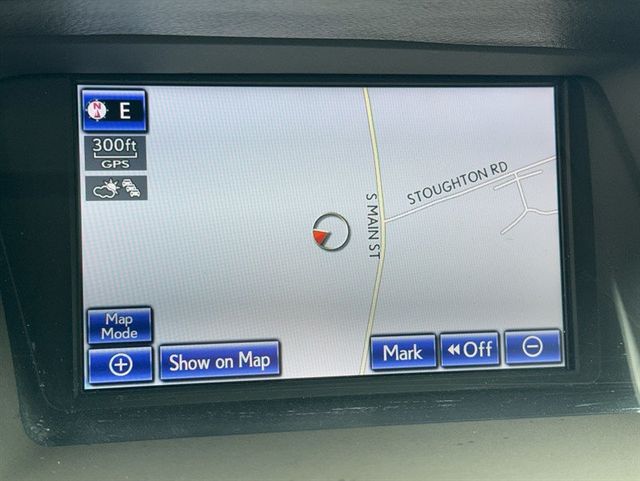 N E
300ft
GPS
STOUGHTON RD
S MAIN ST
Map
Mode
Show on Map
Mark
Off